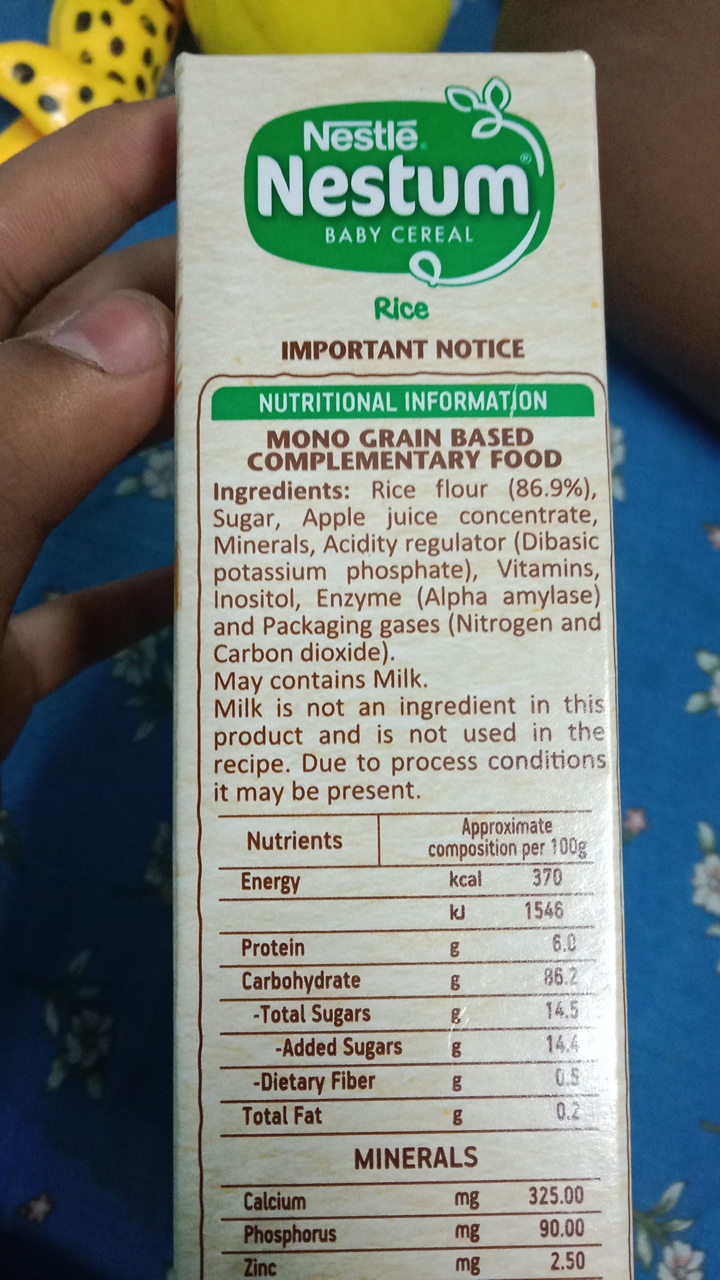 Nestlé®
Nestum®
BABY CEREAL
Rice
IMPORTANT NOTICE
NUTRITIONAL INFORMATION
MONO GRAIN BASED
COMPLEMENTARY FOOD
Ingredients: Rice flour (86.9%),
Sugar, Apple juice concentrate,
Minerals, Acidity regulator (Dibasic
potassium phosphate), Vitamins,
Inositol, Enzyme (Alpha amylase)
and Packaging gases (Nitrogen and
Carbon dioxide).
May contains Milk.
Milk is not an ingredient in this
product and is not used in the
recipe. Due to process conditions
it may be present.
Nutrients Approximate
composition per 100g
Energy kcal 370
kJ 1546
Protein g 6.0
Carbohydrate g 86.2
-Total Sugars g 14.5
-Added Sugars g 14.4
-Dietary Fiber g 0.5
Total Fat g 0.2
MINERALS
Calcium mg 325.00
Phosphorus mg 90.00
Zinc mg 2.50